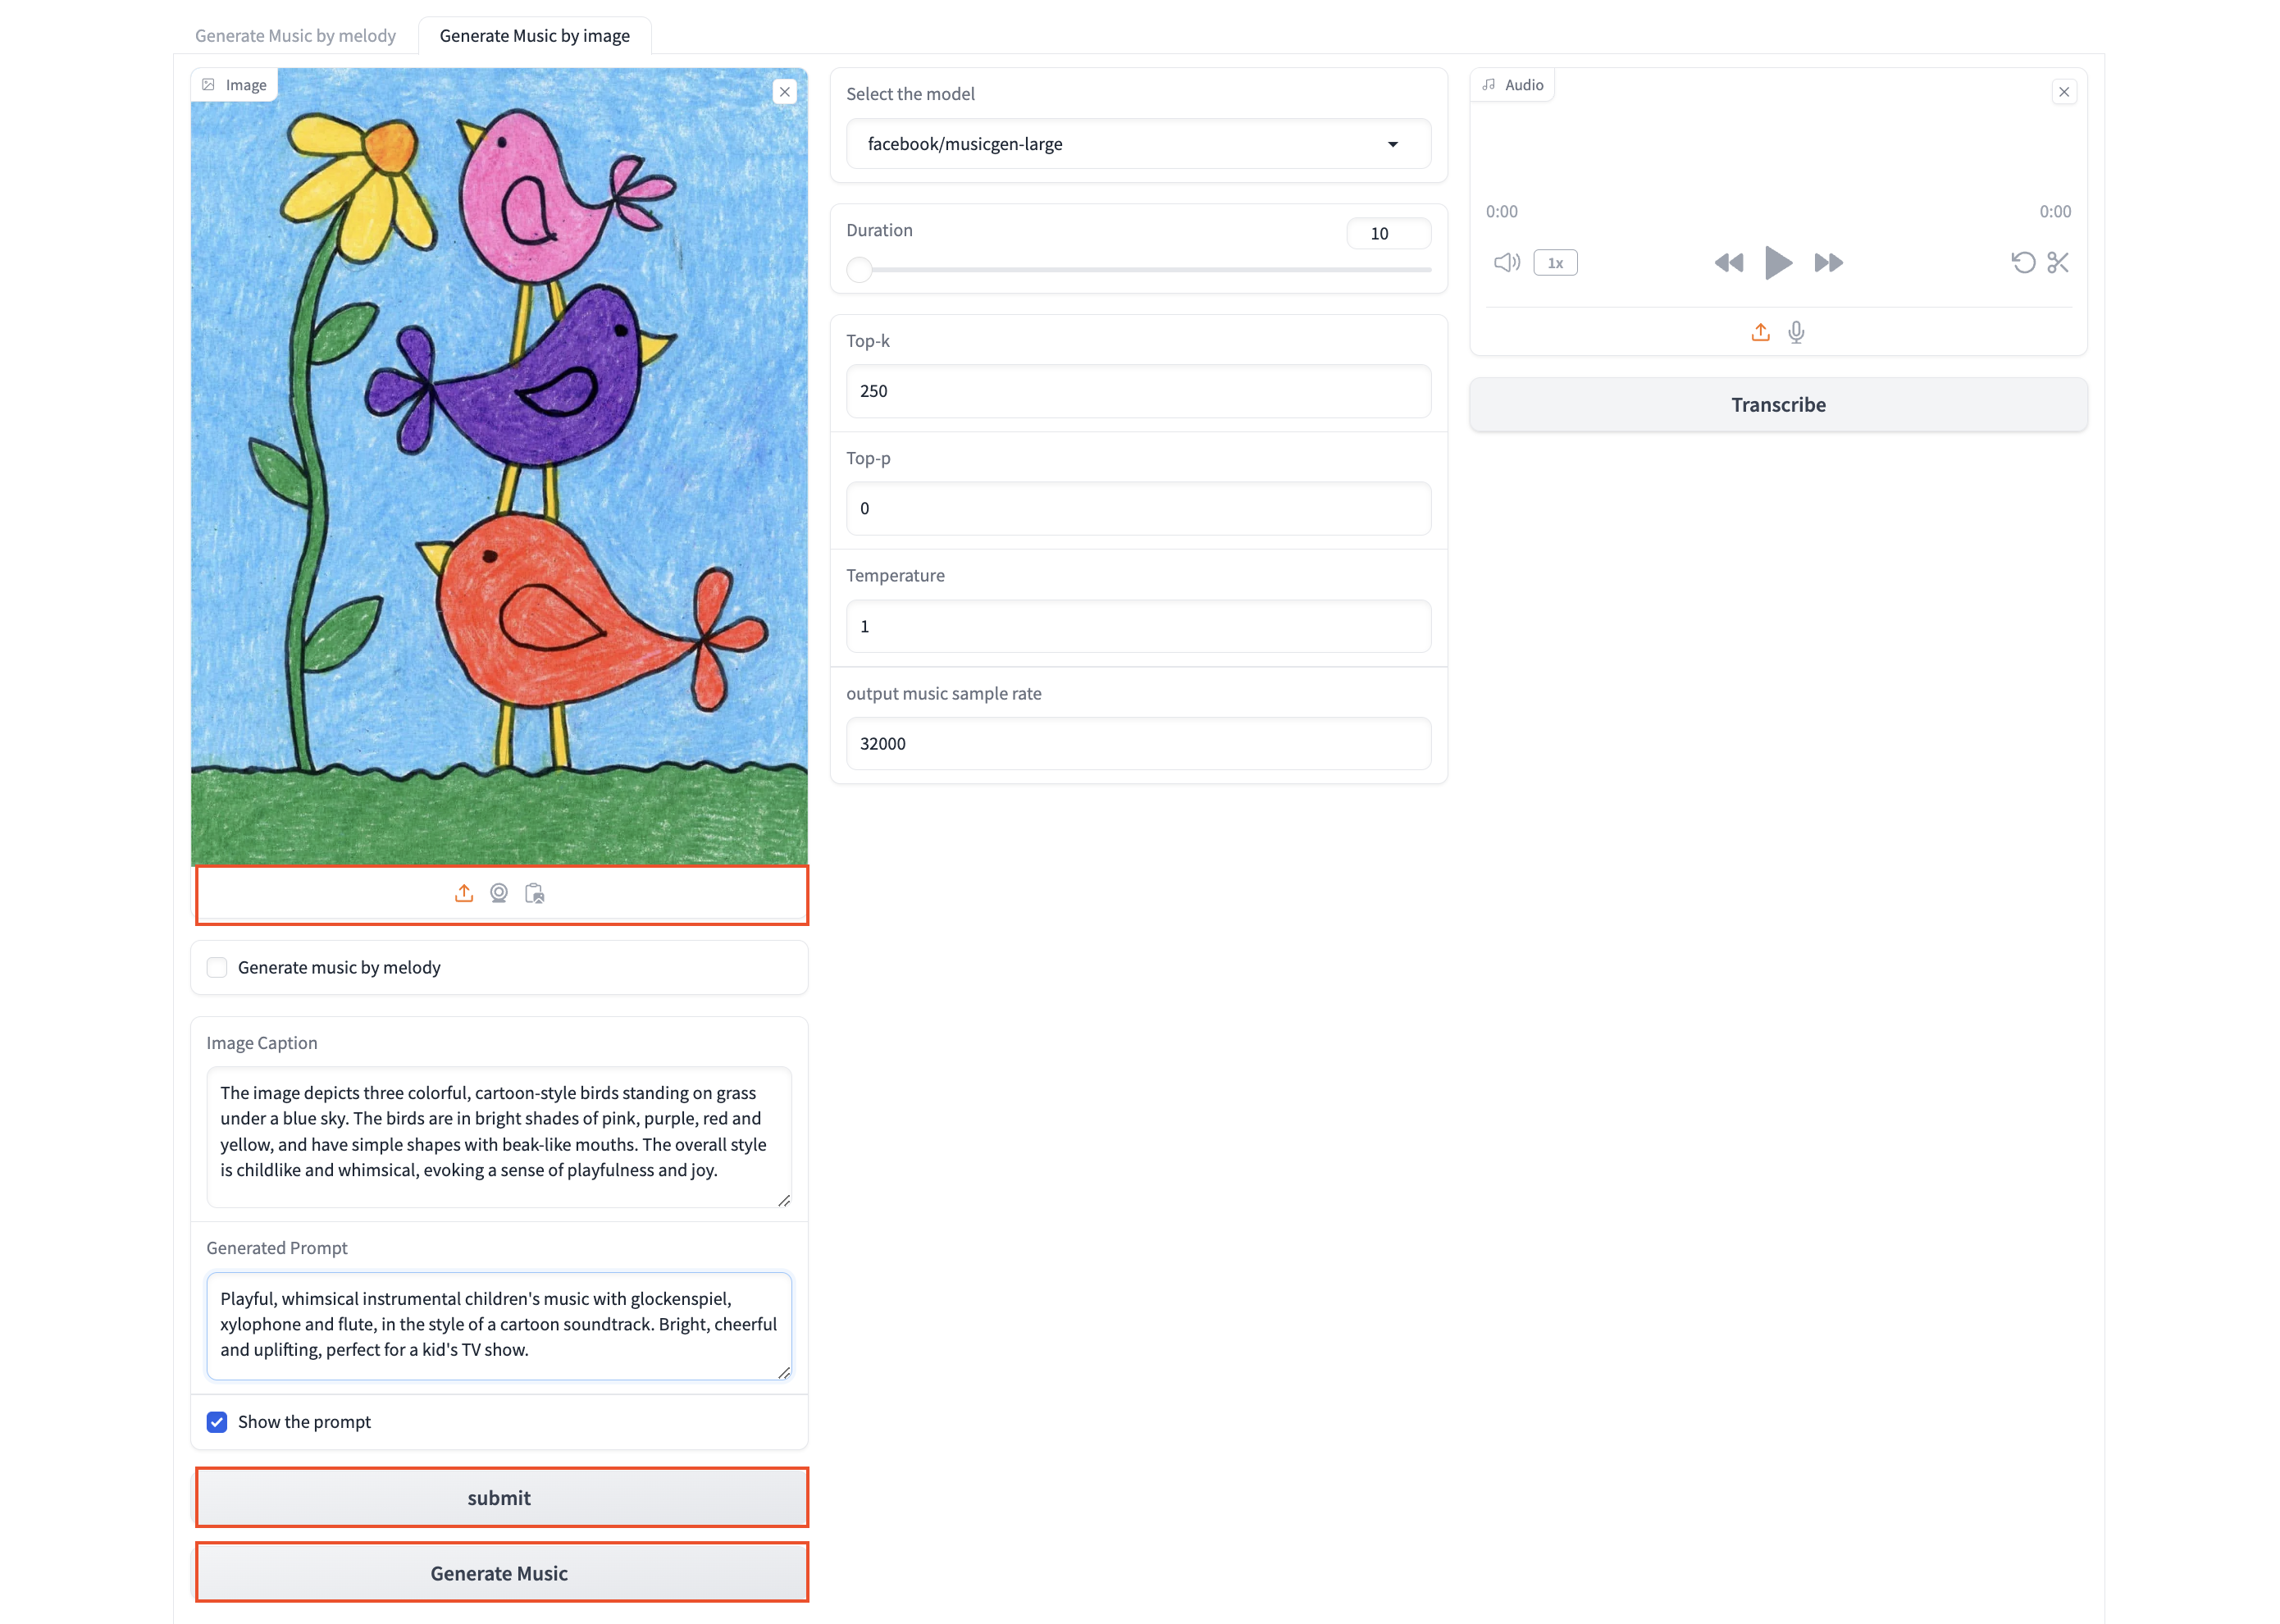 Generate Music by melody
Generate Music by image
Image
Generate music by melody
Image Caption
The image depicts three colorful, cartoon-style birds standing on grass
under a blue sky. The birds are in bright shades of pink, purple, red and
yellow, and have simple shapes with beak-like mouths. The overall style
is childlike and whimsical, evoking a sense of playfulness and joy.
Generated Prompt
Playful, whimsical instrumental children's music with glockenspiel,
xylophone and flute, in the style of a cartoon soundtrack. Bright, cheerful
and uplifting, perfect for a kid's TV show.
Show the prompt
submit
Generate Music
Select the model
facebook/musicgen-large
Duration
10
Top-k
250
Top-p
0
Temperature
1
output music sample rate
32000
Audio
0:00
0:00
1x
Transcribe